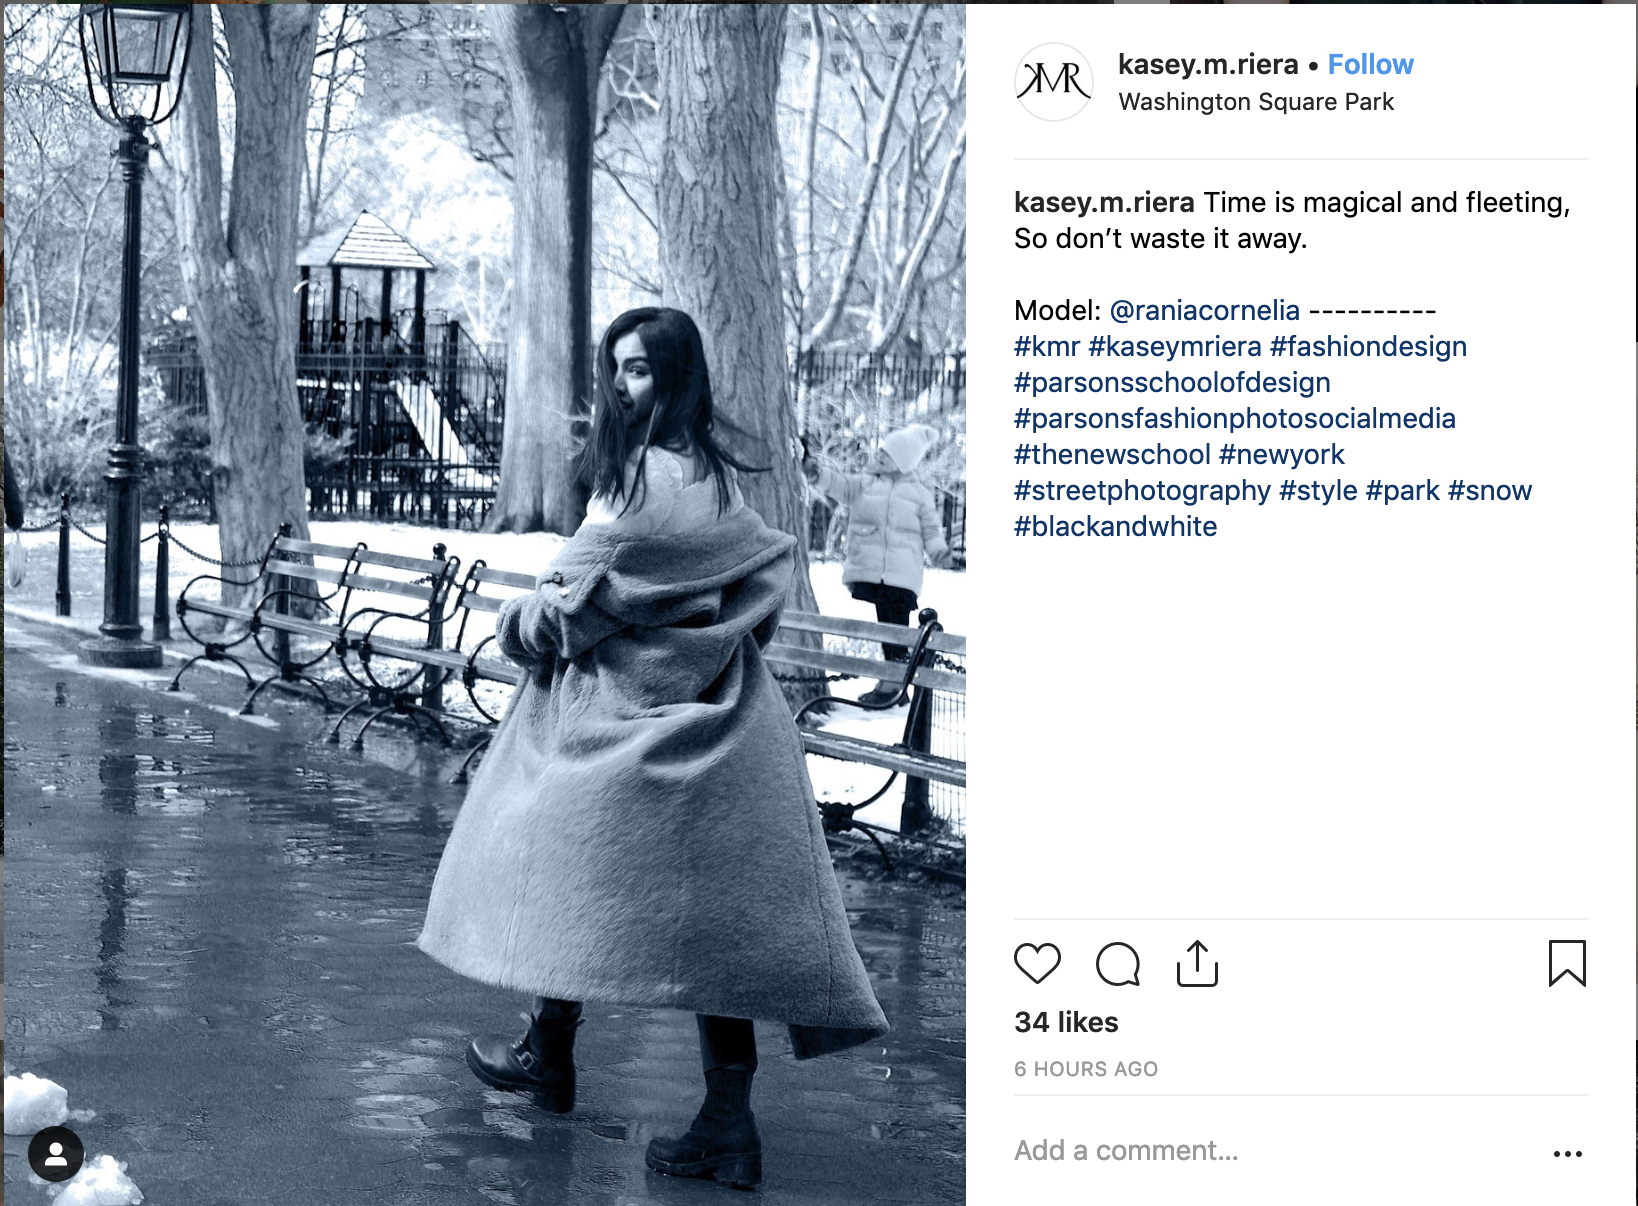 KMR
kasey.m.riera • Follow
Washington Square Park
kasey.m.riera Time is magical and fleeting,
So don’t waste it away.
Model: @raniacornelia ----------
#kmr #kaseymriera #fashiondesign
#parsonsschoolofdesign
#parsonsfashionphotosocialmedia
#thenewschool #newyork
#streetphotography #style #park #snow
#blackandwhite
34 likes
6 HOURS AGO
Add a comment...